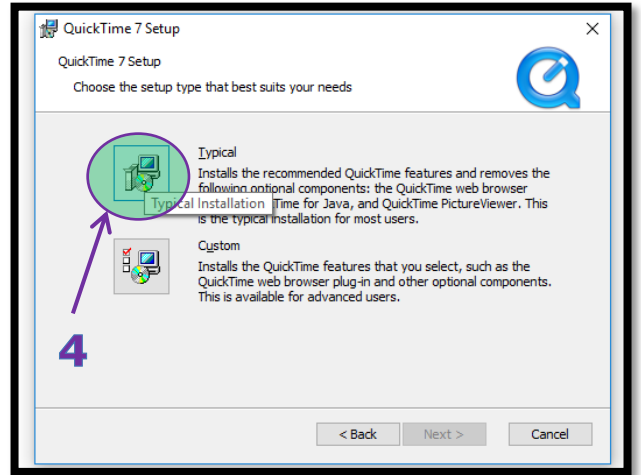 QuickTime 7 Setup
QuickTime 7 Setup
Choose the setup type that best suits your needs
Typical
Installs the recommended QuickTime features and removes the
following optional components: the QuickTime web browser
Typical Installation Time for Java, and QuickTime PictureViewer. This
is the typical installation for most users.
Custom
Installs the QuickTime features that you select, such as the
QuickTime web browser plug-in and other optional components.
This is available for advanced users.
4
< Back Next > Cancel